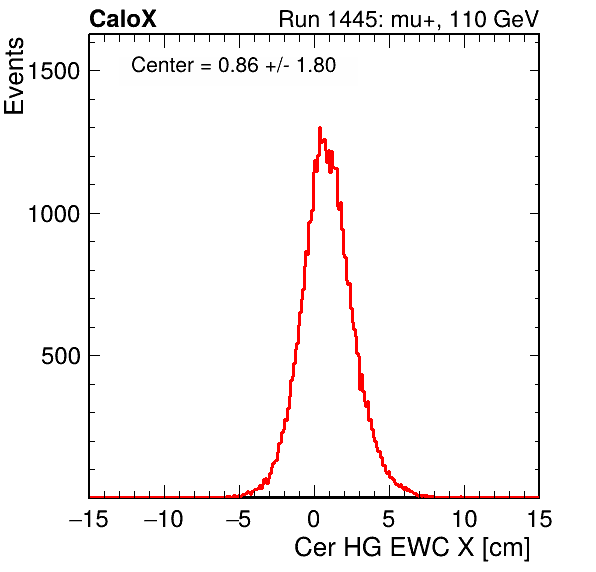 CaloX Run 1445: mu+, 110 GeV
Center = 0.86 +/- 1.80
Events
1500
1000
500
−15 −10 −5 0 5 10 15
Cer HG EWC X [cm]